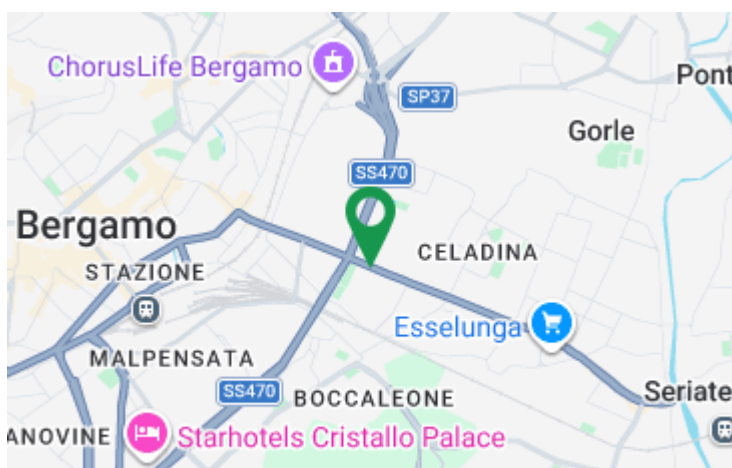 ChorusLife Bergamo
Pont
SP37
Gorle
SS470
Bergamo
CELADINA
STAZIONE
Esselunga
MALPENSATA
SS470
BOCCALEONE
Seriate
ANOVINE
Starhotels Cristallo Palace